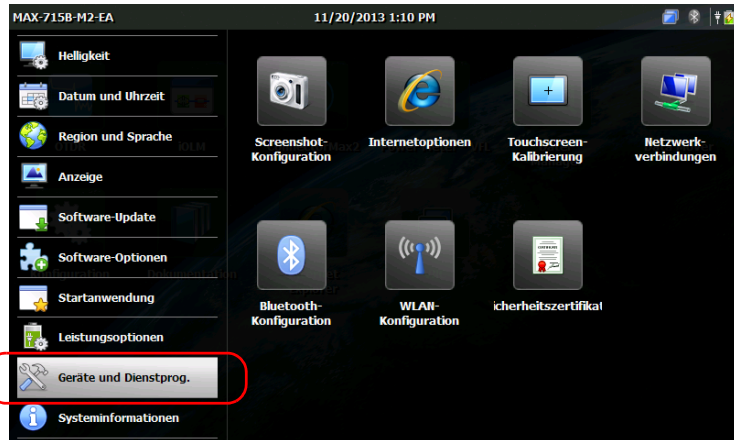 MAX-715B-M2-EA
11/20/2013 1:10 PM
Helligkeit
Datum und Uhrzeit
Region und Sprache
Anzeige
Software-Update
Software-Optionen
Startanwendung
Leistungsoptionen
Geräte und Dienstprog.
Systeminformationen
Screenshot-
Konfiguration
Internetoptionen
Touchscreen-
Kalibrierung
Netzwerk-
verbindungen
Bluetooth-
Konfiguration
WLAN-
Konfiguration
icherheitszertifikat